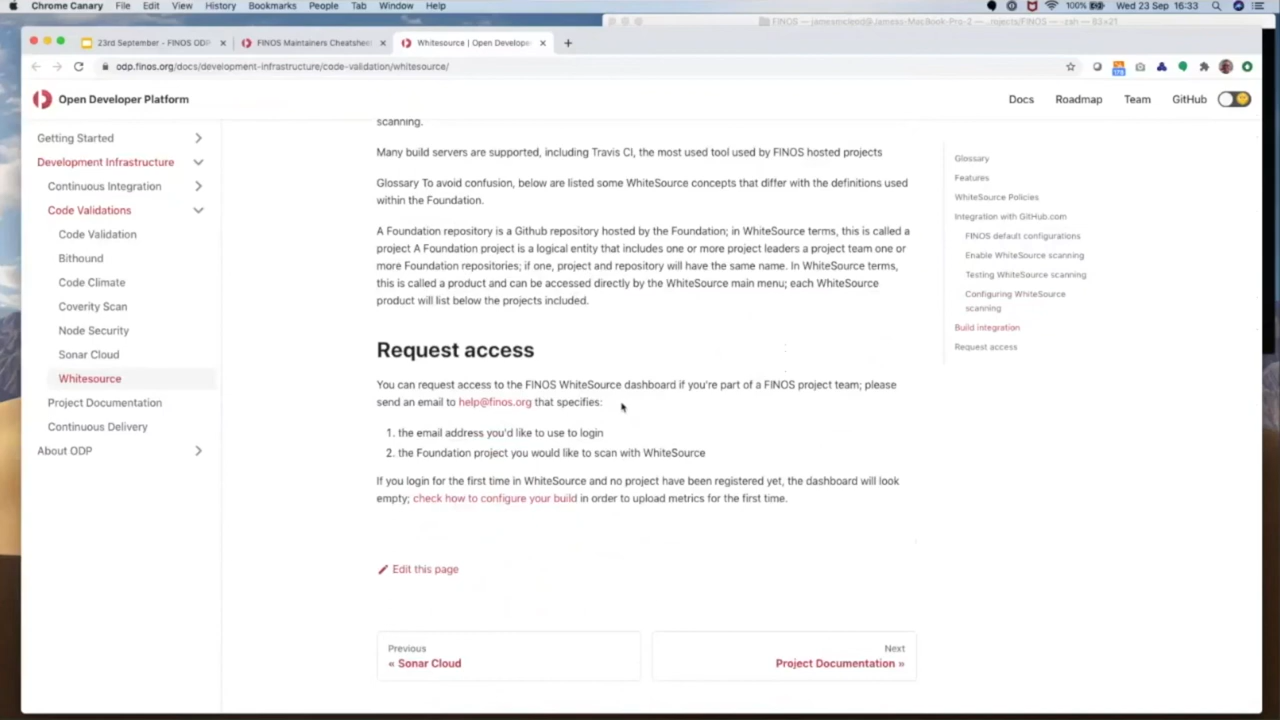 Chrome Canary File Edit View History Bookmarks People Tab Window Help 100% Wed 23 Sep 16:33
FINOS — jamesmcleod@Jamess-MacBook-Pro-2 — ..rojects/FINOS — -zsh — 83×21
23rd September - FINOS ODP
FINOS Maintainers Cheatsheet
Whitesource | Open Develope
odp.finos.org/docs/development-infrastructure/code-validation/whitesource/
Open Developer Platform
Docs Roadmap Team GitHub
Getting Started
Development Infrastructure
Continuous Integration
Code Validations
Code Validation
Bithound
Code Climate
Coverity Scan
Node Security
Sonar Cloud
Whitesource
Project Documentation
Continuous Delivery
About ODP
scanning.
Many build servers are supported, including Travis CI, the most used tool used by FINOS hosted projects
Glossary To avoid confusion, below are listed some WhiteSource concepts that differ with the definitions used
within the Foundation.
A Foundation repository is a Github repository hosted by the Foundation; in WhiteSource terms, this is called a
project A Foundation project is a logical entity that includes one or more project leaders a project team one or
more Foundation repositories; if one, project and repository will have the same name. In WhiteSource terms,
this is called a product and can be accessed directly by the WhiteSource main menu; each WhiteSource
product will list below the projects included.
Request access
You can request access to the FINOS WhiteSource dashboard if you're part of a FINOS project team; please
send an email to help@finos.org that specifies:
1. the email address you'd like to use to login
2. the Foundation project you would like to scan with WhiteSource
If you login for the first time in WhiteSource and no project have been registered yet, the dashboard will look
empty; check how to configure your build in order to upload metrics for the first time.
Edit this page
Previous
« Sonar Cloud
Next
Project Documentation »
Glossary
Features
WhiteSource Policies
Integration with GitHub.com
FINOS default configurations
Enable WhiteSource scanning
Testing WhiteSource scanning
Configuring WhiteSource
scanning
Build integration
Request access